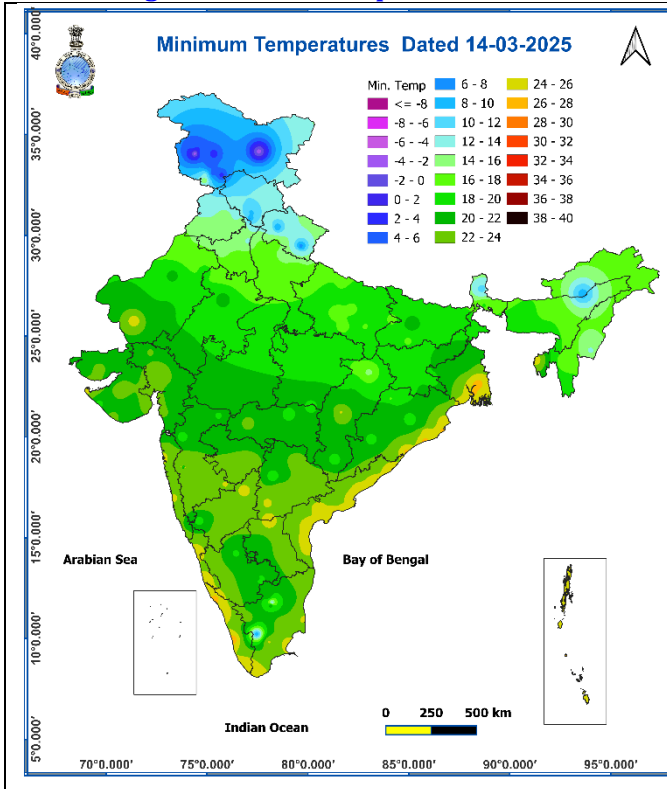 Minimum Temperatures Dated 14-03-2025
Min. Temp
<= -8
-8 - -6
-6 - -4
-4 - -2
-2 - 0
0 - 2
2 - 4
4 - 6
6 - 8
8 - 10
10 - 12
12 - 14
14 - 16
16 - 18
18 - 20
20 - 22
22 - 24
24 - 26
26 - 28
28 - 30
30 - 32
32 - 34
34 - 36
36 - 38
38 - 40
40°0.000'
35°0.000'
30°0.000'
25°0.000'
20°0.000'
15°0.000'
10°0.000'
5°0.000'
Arabian Sea
Bay of Bengal
Indian Ocean
0 250 500 km
70°0.000' 75°0.000' 80°0.000' 85°0.000' 90°0.000' 95°0.000'